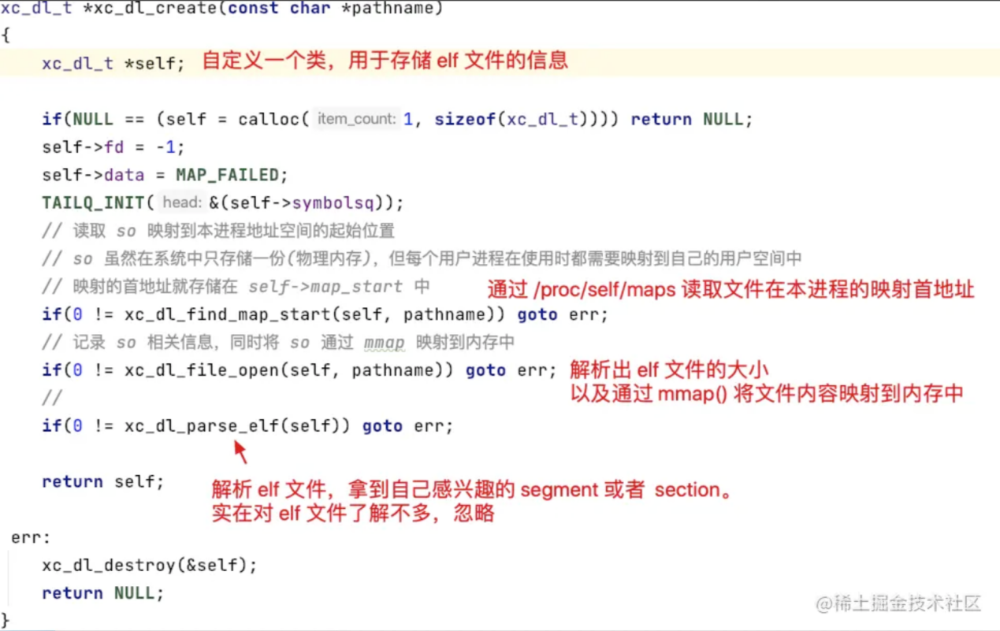 xc_dl_t *xc_dl_create(const char *pathname)
{
xc_dl_t *self; 自定义一个类，用于存储 elf 文件的信息
if(NULL == (self = calloc( item_count: 1, sizeof(xc_dl_t)))) return NULL;
self->fd = -1;
self->data = MAP_FAILED;
TAILQ_INIT( head: &(self->symbolsq));
// 读取 so 映射到本进程地址空间的起始位置
// so 虽然在系统中只存储一份(物理内存)，但每个用户进程在使用时都需要映射到自己的用户空间中
// 映射的首地址就存储在 self->map_start 中
通过 /proc/self/maps 读取文件在本进程的映射首地址
if(0 != xc_dl_find_map_start(self, pathname)) goto err;
// 记录 so 相关信息，同时将 so 通过 mmap 映射到内存中
if(0 != xc_dl_file_open(self, pathname)) goto err;
解析出 elf 文件的大小
以及通过 mmap() 将文件内容映射到内存中
//
if(0 != xc_dl_parse_elf(self)) goto err;
return self;
解析 elf 文件，拿到自己感兴趣的 segment 或者 section。
实在对 elf 文件了解不多，忽略
err:
xc_dl_destroy(&self);
return NULL;
@稀土掘金技术社区
}